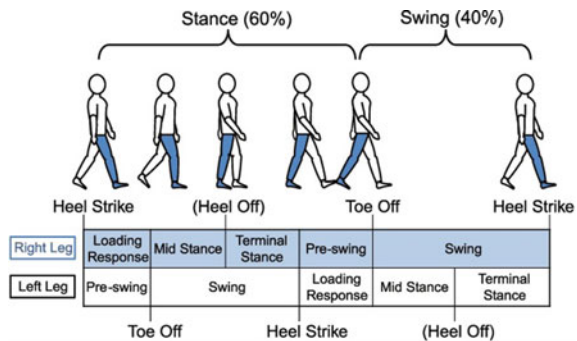 Stance (60%)
Swing (40%)
Heel Strike
(Heel Off)
Toe Off
Heel Strike
Right Leg
Loading
Response
Mid Stance
Terminal
Stance
Pre-swing
Swing
Left Leg
Pre-swing
Swing
Loading
Response
Mid Stance
Terminal
Stance
Toe Off
Heel Strike
(Heel Off)